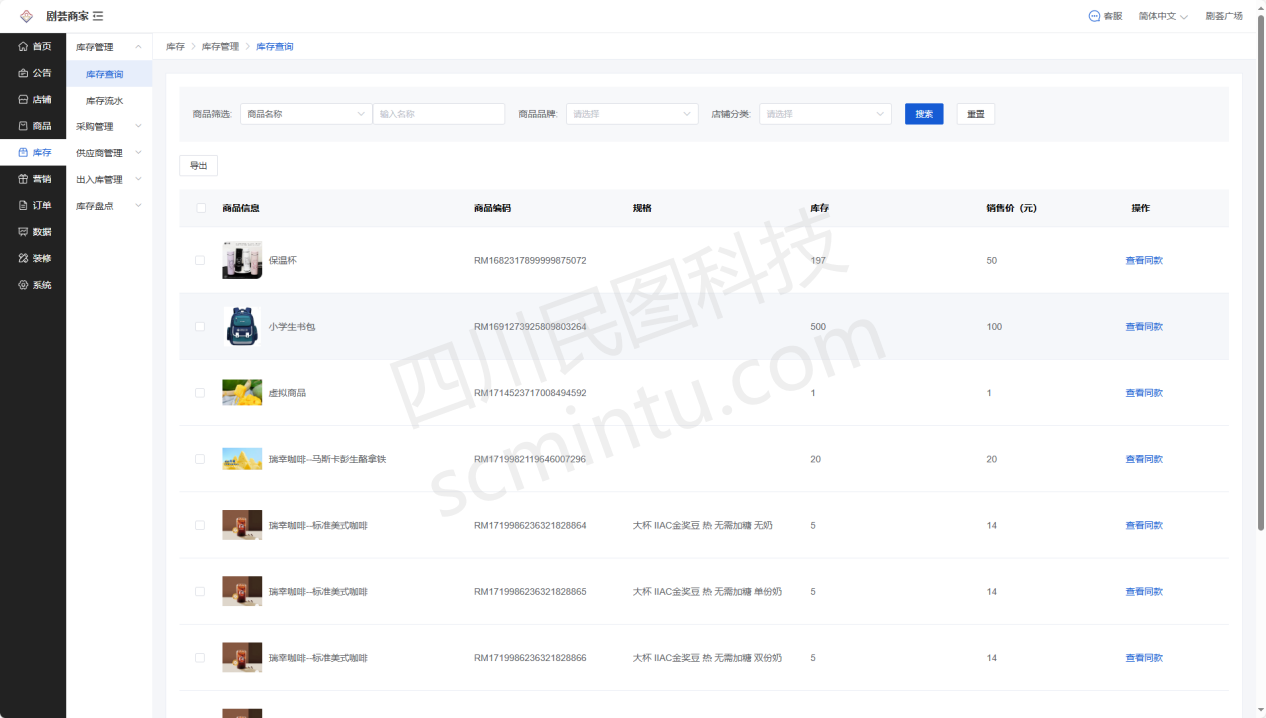 剧荟商家
客服 简体中文 剧荟广场
首页
公告
店铺
商品
库存
营销
订单
数据
装修
系统
库存管理
库存查询
库存流水
采购管理
供应商管理
出入库管理
库存盘点
库存 > 库存管理 > 库存查询
商品筛选: 商品名称 输入名称 商品品牌: 请选择 店铺分类: 请选择 搜索 重置
导出
商品信息 商品编码 规格 库存 销售价（元） 操作
保温杯 RM1682317899999875072 197 50 查看同款
小学生书包 RM1691273925809803264 500 100 查看同款
虚拟商品 RM1714523717008494592 1 1 查看同款
瑞幸咖啡--马斯卡彭生酪拿铁 RM1719982119646007296 20 20 查看同款
瑞幸咖啡--标准美式咖啡 RM1719986236321828864 大杯 IIAC金奖豆 热 无需加糖 无奶 5 14 查看同款
瑞幸咖啡--标准美式咖啡 RM1719986236321828865 大杯 IIAC金奖豆 热 无需加糖 单份奶 5 14 查看同款
瑞幸咖啡--标准美式咖啡 RM1719986236321828866 大杯 IIAC金奖豆 热 无需加糖 双份奶 5 14 查看同款
四川民图科技
scmintu.com